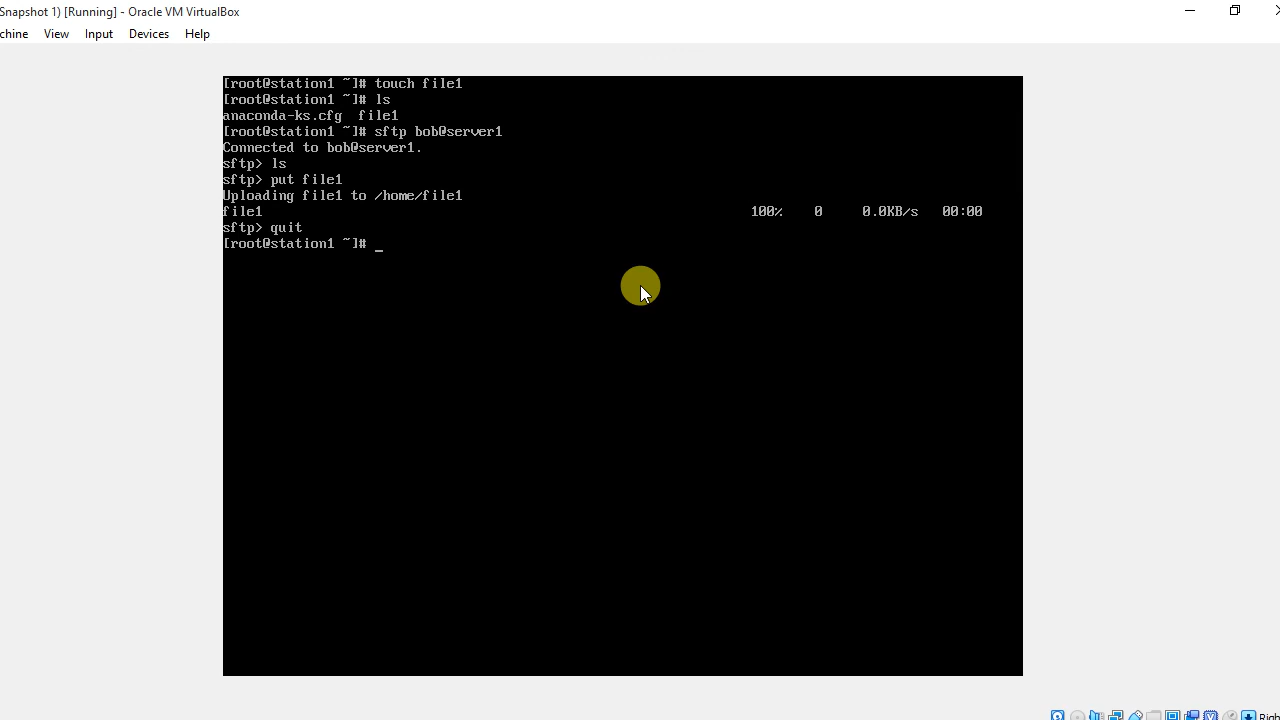 Snapshot 1) [Running] - Oracle VM VirtualBox
chine View Input Devices Help
[root@station1 ~]# touch file1
[root@station1 ~]# ls
anaconda-ks.cfg file1
[root@station1 ~]# sftp bob@server1
Connected to bob@server1.
sftp> ls
sftp> put file1
Uploading file1 to /home/file1
file1 100% 0 0.0KB/s 00:00
sftp> quit
[root@station1 ~]# _
Righ